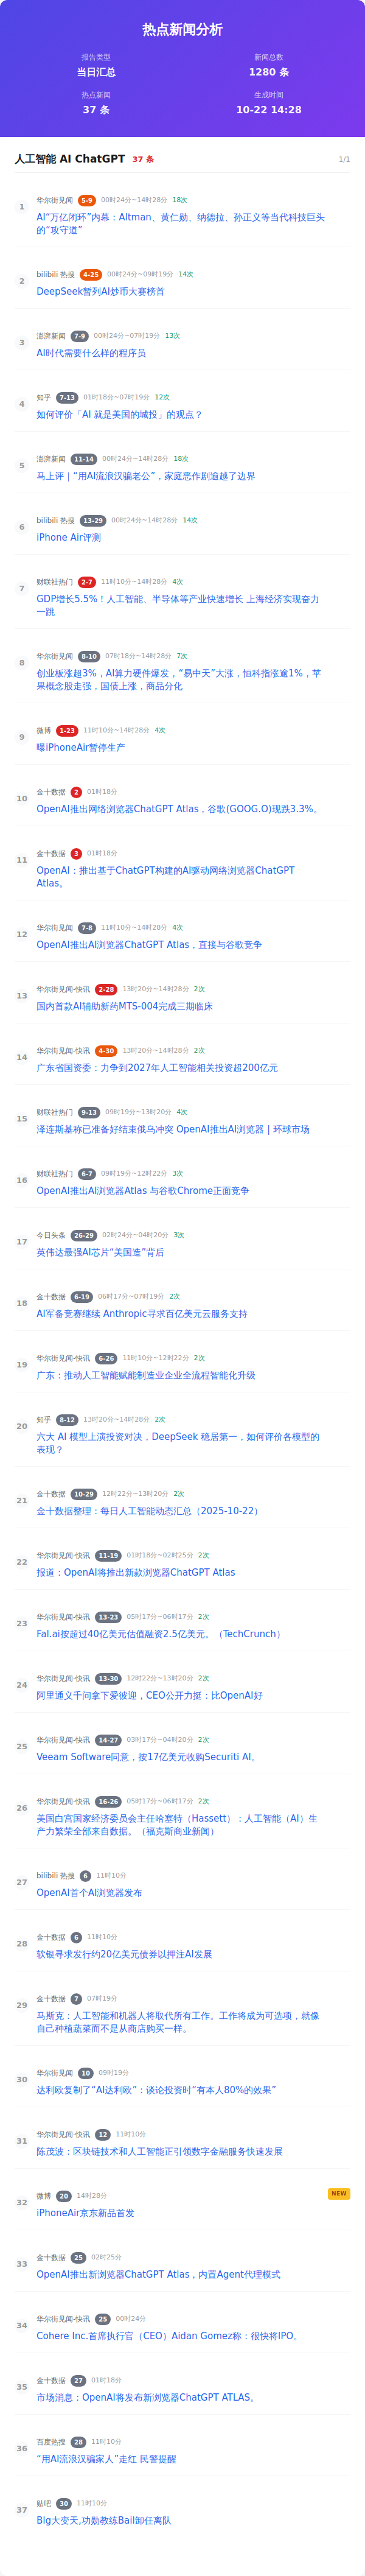 热点新闻分析
报告类型
新闻总数
当日汇总
1280 条
热点新闻
生成时间
37 条
10-22 14:28
人工智能 AI ChatGPT 37 条 1/1
1 华尔街见闻 5-9 00时24分~14时28分 18次
AI“万亿闭环”内幕：Altman、黄仁勋、纳德拉、孙正义等当代科技巨头
的“攻守道”
2 bilibili 热搜 4-25 00时24分~09时19分 14次
DeepSeek暂列AI炒币大赛榜首
3 澎湃新闻 7-9 00时24分~07时19分 13次
AI时代需要什么样的程序员
4 知乎 7-13 01时18分~07时19分 12次
如何评价「AI 就是美国的城投」的观点？
5 澎湃新闻 11-14 00时24分~14时28分 18次
马上评｜“用AI流浪汉骗老公”，家庭恶作剧逾越了边界
6 bilibili 热搜 13-29 00时24分~14时28分 14次
iPhone Air评测
7 财联社热门 2-7 11时10分~14时28分 4次
GDP增长5.5%！人工智能、半导体等产业快速增长 上海经济实现奋力
一跳
8 华尔街见闻 8-10 07时18分~14时28分 7次
创业板涨超3%，AI算力硬件爆发，“易中天”大涨，恒科指涨逾1%，苹
果概念股走强，国债上涨，商品分化
9 微博 1-23 11时10分~14时28分 4次
曝iPhoneAir暂停生产
10 金十数据 2 01时18分
OpenAI推出网络浏览器ChatGPT Atlas，谷歌(GOOG.O)现跌3.3%。
11 金十数据 3 01时18分
OpenAI：推出基于ChatGPT构建的AI驱动网络浏览器ChatGPT
Atlas。
12 华尔街见闻 7-8 11时10分~14时28分 4次
OpenAI推出AI浏览器ChatGPT Atlas，直接与谷歌竞争
13 华尔街见闻-快讯 2-28 13时20分~14时28分 2次
国内首款AI辅助新药MTS-004完成三期临床
14 华尔街见闻-快讯 4-30 13时20分~14时28分 2次
广东省国资委：力争到2027年人工智能相关投资超200亿元
15 财联社热门 9-13 09时19分~13时20分 4次
泽连斯基称已准备好结束俄乌冲突 OpenAI推出AI浏览器 | 环球市场
16 财联社热门 6-7 09时19分~12时22分 3次
OpenAI推出AI浏览器Atlas 与谷歌Chrome正面竞争
17 今日头条 26-29 02时24分~04时20分 3次
英伟达最强AI芯片“美国造”背后
18 金十数据 6-19 06时17分~07时19分 2次
AI军备竞赛继续 Anthropic寻求百亿美元云服务支持
19 华尔街见闻-快讯 6-26 11时10分~12时22分 2次
广东：推动人工智能赋能制造业企业全流程智能化升级
20 知乎 8-12 13时20分~14时28分 2次
六大 AI 模型上演投资对决，DeepSeek 稳居第一，如何评价各模型的
表现？
21 金十数据 10-29 12时22分~13时20分 2次
金十数据整理：每日人工智能动态汇总（2025-10-22）
22 华尔街见闻-快讯 11-19 01时18分~02时25分 2次
报道：OpenAI将推出新款浏览器ChatGPT Atlas
23 华尔街见闻-快讯 13-23 05时17分~06时17分 2次
Fal.ai按超过40亿美元估值融资2.5亿美元。（TechCrunch）
24 华尔街见闻-快讯 13-30 12时22分~13时20分 2次
阿里通义千问拿下爱彼迎，CEO公开力挺：比OpenAI好
25 华尔街见闻-快讯 14-27 03时17分~04时20分 2次
Veeam Software同意，按17亿美元收购Securiti AI。
26 华尔街见闻-快讯 16-26 05时17分~06时17分 2次
美国白宫国家经济委员会主任哈塞特（Hassett）：人工智能（AI）生
产力繁荣全部来自数据。（福克斯商业新闻）
27 bilibili 热搜 6 11时10分
OpenAI首个AI浏览器发布
28 金十数据 6 11时10分
软银寻求发行约20亿美元债券以押注AI发展
29 金十数据 7 07时19分
马斯克：人工智能和机器人将取代所有工作。工作将成为可选项，就像
自己种植蔬菜而不是从商店购买一样。
30 华尔街见闻 10 09时19分
达利欧复制了“AI达利欧”：谈论投资时“有本人80%的效果”
31 华尔街见闻-快讯 12 11时10分
陈茂波：区块链技术和人工智能正引领数字金融服务快速发展
32 微博 20 14时28分 NEW
iPhoneAir京东新品首发
33 金十数据 25 02时25分
OpenAI推出新浏览器ChatGPT Atlas，内置Agent代理模式
34 华尔街见闻-快讯 25 00时24分
Cohere Inc.首席执行官（CEO）Aidan Gomez称：很快将IPO。
35 金十数据 27 01时18分
市场消息：OpenAI将发布新浏览器ChatGPT ATLAS。
36 百度热搜 28 11时10分
“用AI流浪汉骗家人”走红 民警提醒
37 贴吧 30 11时10分
Blg大变天,功勋教练Bail卸任离队